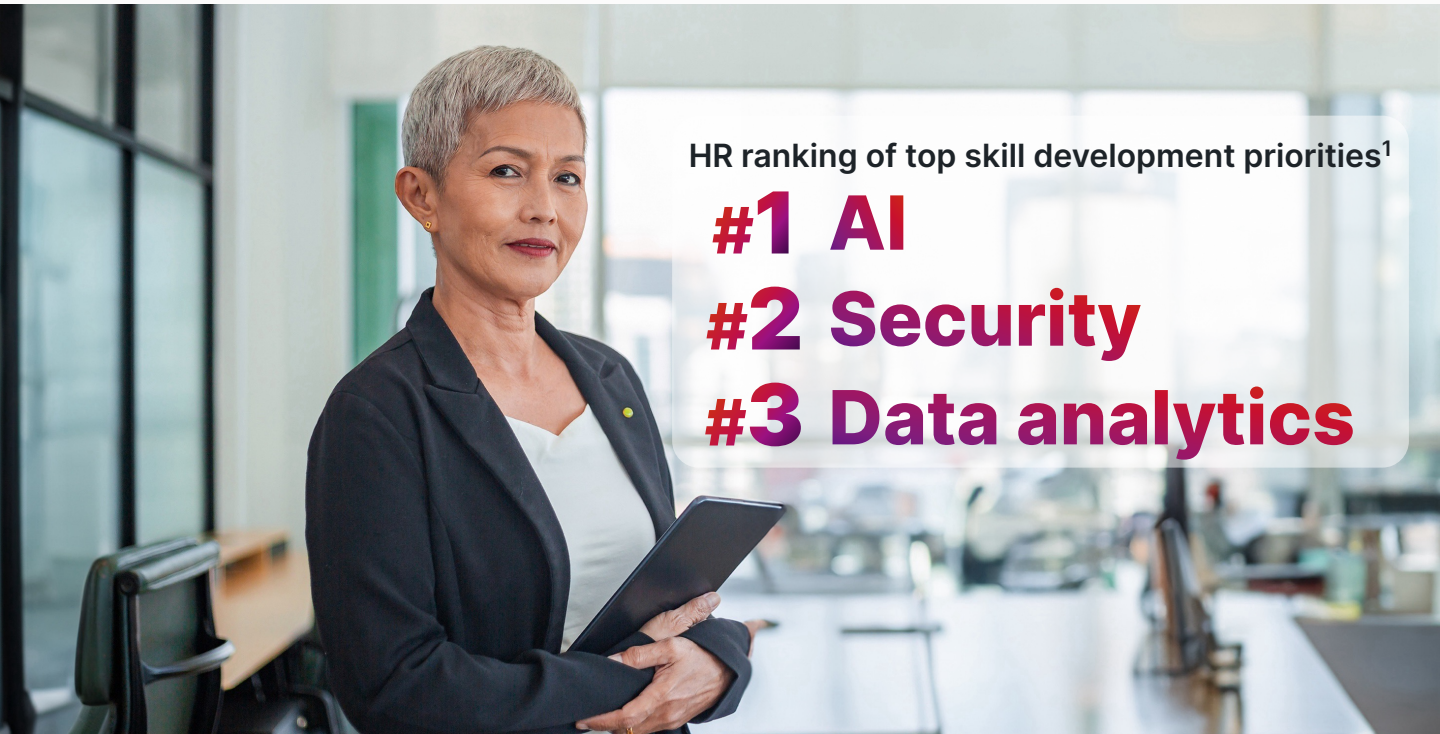 HR ranking of top skill development priorities¹
#1 AI
#2 Security
#3 Data analytics